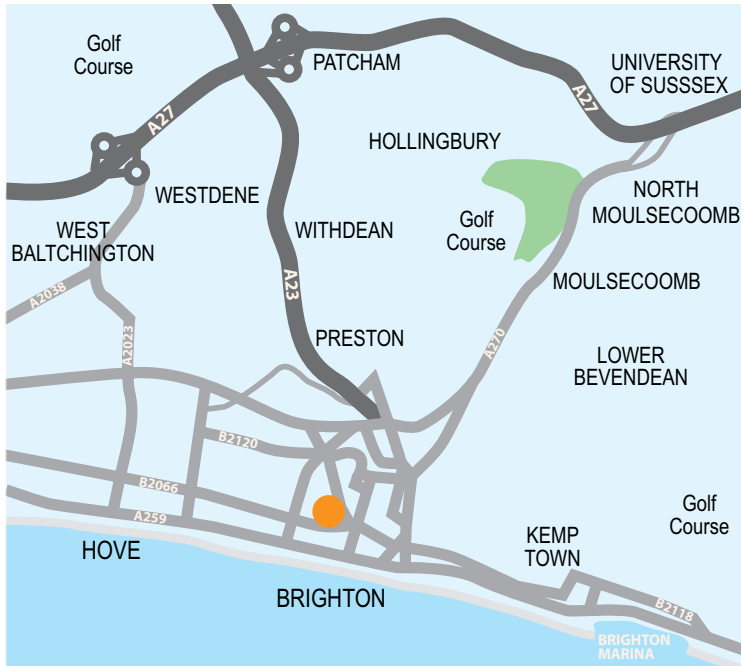 Golf
Course
PATCHAM
UNIVERSITY
OF SUSSSEX
A27
A27
HOLLINGBURY
WESTDENE
NORTH
MOULSECOOMB
WEST
BALTCHINGTON
WITHDEAN
Golf
Course
A23
MOULSECOOMB
A2038
A2023
PRESTON
A270
LOWER
BEVENDEAN
B2120
B2066
A259
Golf
Course
HOVE
KEMP
TOWN
BRIGHTON
B2118
BRIGHTON
MARINA